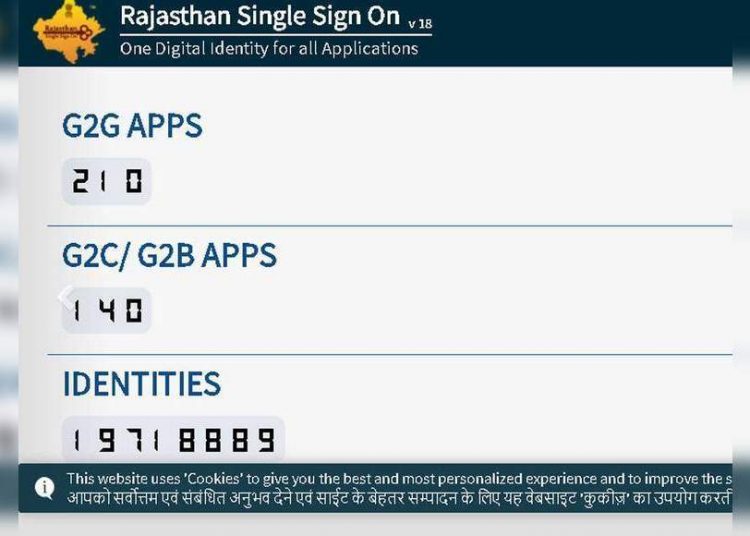 Rajasthan Single Sign On v 18
One Digital Identity for all Applications
G2G APPS
210
G2C/ G2B APPS
140
IDENTITIES
19718889
This website uses 'Cookies' to give you the best and most personalized experience and to improve the s
आपको सर्वोत्तम एवं संबंधित अनुभव देने एवं साईट के बेहतर सम्पादन के लिए यह वेबसाइट 'कुकीज़' का उपयोग करती